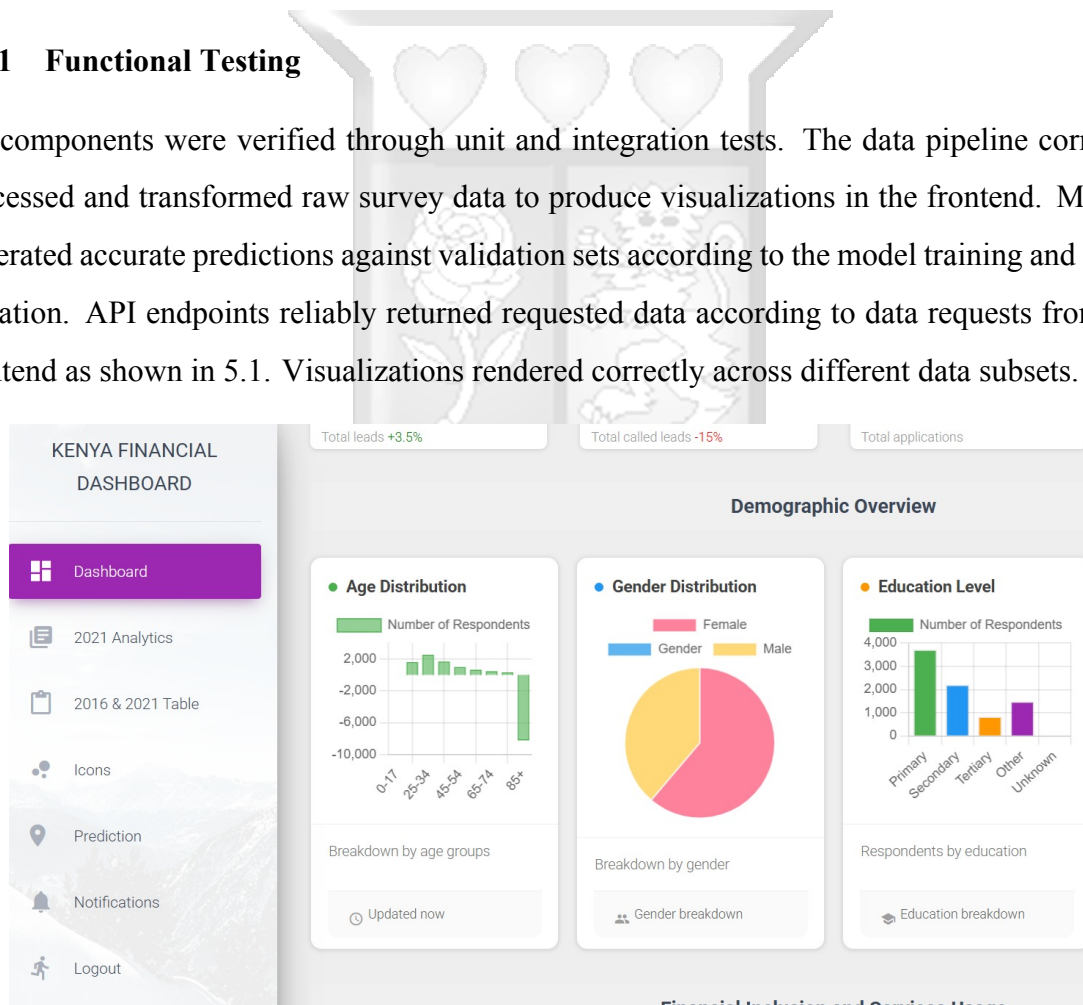 1 Functional Testing
components were verified through unit and integration tests. The data pipeline corr
cessed and transformed raw survey data to produce visualizations in the frontend. M
erated accurate predictions against validation sets according to the model training and
ation. API endpoints reliably returned requested data according to data requests fron
ntend as shown in 5.1. Visualizations rendered correctly across different data subsets.
KENYA FINANCIAL
DASHBOARD
Dashboard
2021 Analytics
2016 & 2021 Table
Icons
Prediction
Notifications
Logout
Total leads +3.5%
Total called leads -15%
Total applications
Demographic Overview
Age Distribution
Number of Respondents
2,000
-2,000
-6,000
-10,000
0-17
25-34
45-54
65-74
85+
Breakdown by age groups
Updated now
Gender Distribution
Female
Gender
Male
Breakdown by gender
Gender breakdown
Education Level
Number of Respondents
4,000
3,000
2,000
1,000
0
Primary
Secondary
Tertiary
Other
Unknown
Respondents by education
Education breakdown